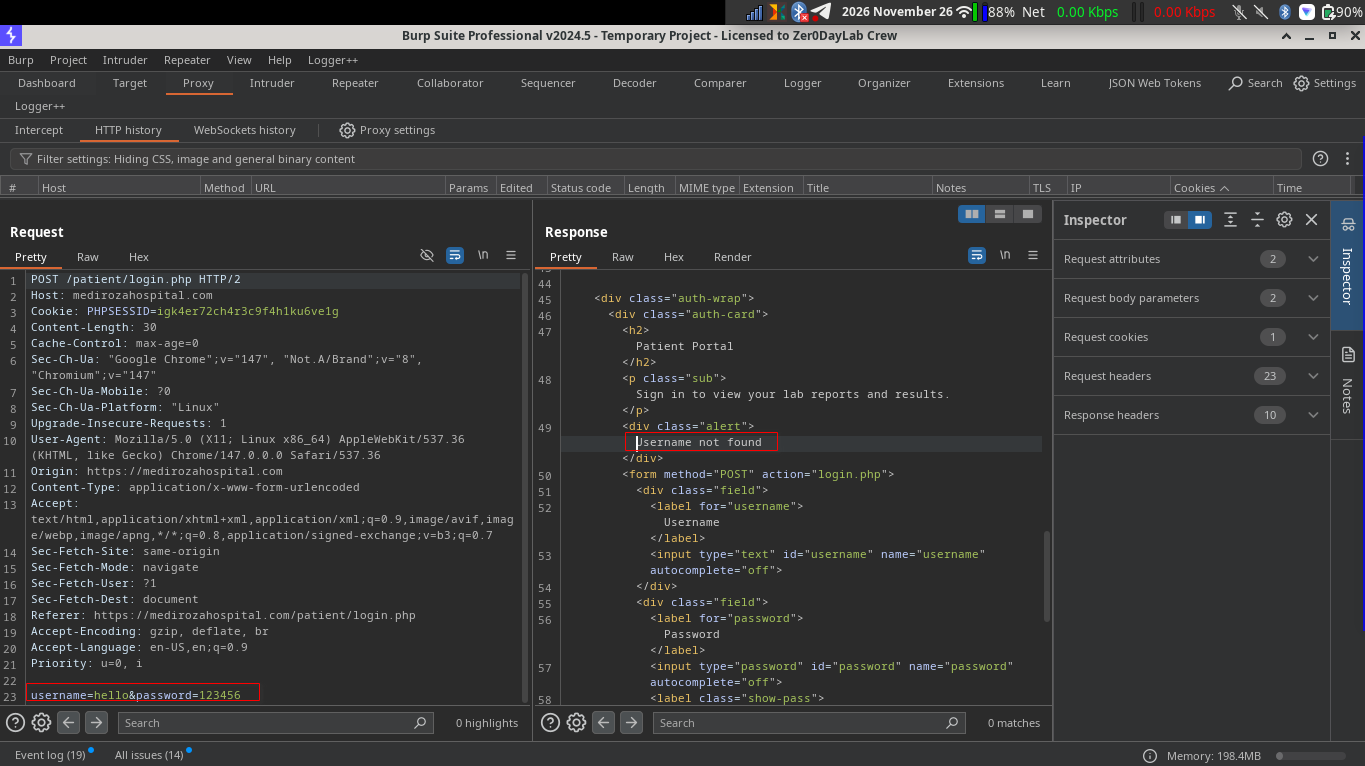 2026 November 26 88% Net 0.00 Kbps 0.00 Kbps 90%
Burp Suite Professional v2024.5 - Temporary Project - Licensed to Zer0DayLab Crew
Burp Project Intruder Repeater View Help Logger++
Dashboard Target Proxy Intruder Repeater Collaborator Sequencer Decoder Comparer Logger Organizer Extensions Learn JSON Web Tokens Search Settings
Logger++
Intercept HTTP history WebSockets history Proxy settings
Filter settings: Hiding CSS, image and general binary content
# Host Method URL Params Edited Status code Length MIME type Extension Title Notes TLS IP Cookies Time
Request
Pretty Raw Hex \n
1 POST /patient/login.php HTTP/2
2 Host: medirozahospital.com
3 Cookie: PHPSESSID=igk4er72ch4r3c9f4h1ku6ve1g
4 Content-Length: 30
5 Cache-Control: max-age=0
6 Sec-Ch-Ua: "Google Chrome";v="147", "Not.A/Brand";v="8",
"Chromium";v="147"
7 Sec-Ch-Ua-Mobile: ?0
8 Sec-Ch-Ua-Platform: "Linux"
9 Upgrade-Insecure-Requests: 1
10 User-Agent: Mozilla/5.0 (X11; Linux x86_64) AppleWebKit/537.36
(KHTML, like Gecko) Chrome/147.0.0.0 Safari/537.36
11 Origin: https://medirozahospital.com
12 Content-Type: application/x-www-form-urlencoded
13 Accept:
text/html,application/xhtml+xml,application/xml;q=0.9,image/avif,imag
e/webp,image/apng,*/*;q=0.8,application/signed-exchange;v=b3;q=0.7
14 Sec-Fetch-Site: same-origin
15 Sec-Fetch-Mode: navigate
16 Sec-Fetch-User: ?1
17 Sec-Fetch-Dest: document
18 Referer: https://medirozahospital.com/patient/login.php
19 Accept-Encoding: gzip, deflate, br
20 Accept-Language: en-US,en;q=0.9
21 Priority: u=0, i
22
23 username=hello&password=123456
Search 0 highlights
Response
Pretty Raw Hex Render \n
44
45 <div class="auth-wrap">
46 <div class="auth-card">
47 <h2>
Patient Portal
</h2>
48 <p class="sub">
Sign in to view your lab reports and results.
</p>
49 <div class="alert">
Username not found
</div>
50 <form method="POST" action="login.php">
51 <div class="field">
52 <label for="username">
Username
</label>
53 <input type="text" id="username" name="username"
autocomplete="off">
54 </div>
55 <div class="field">
56 <label for="password">
Password
</label>
57 <input type="password" id="password" name="password"
autocomplete="off">
58 <label class="show-pass">
Search 0 matches
Inspector
Request attributes 2
Request body parameters 2
Request cookies 1
Request headers 23
Response headers 10
Inspector
Notes
Event log (19) All issues (14) Memory: 198.4MB